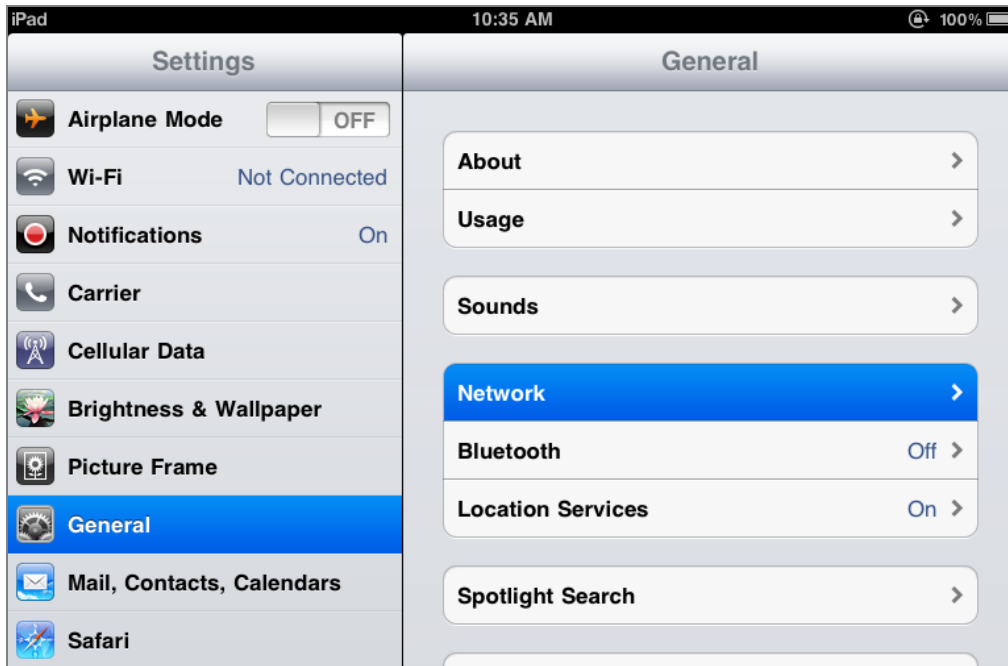 iPad 10:35 AM 100%
Settings
Airplane Mode OFF
Wi-Fi Not Connected
Notifications On
Carrier
Cellular Data
Brightness & Wallpaper
Picture Frame
General
Mail, Contacts, Calendars
Safari
General
About
Usage
Sounds
Network
Bluetooth Off
Location Services On
Spotlight Search